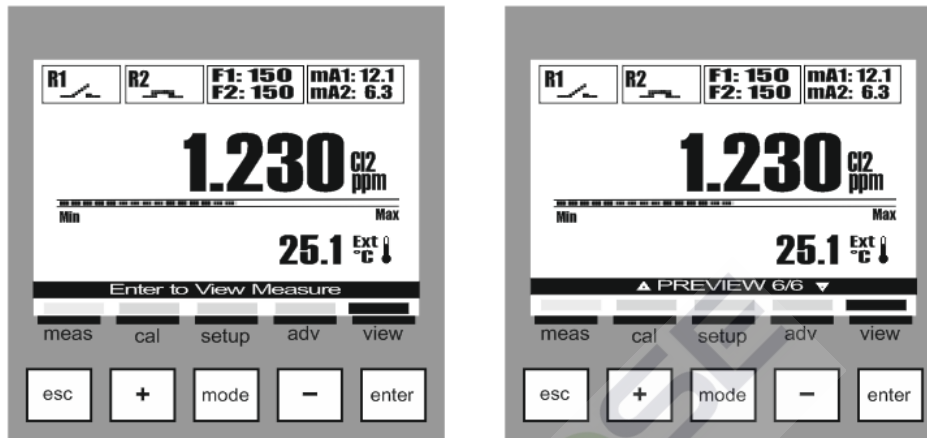 R1 R2 F1: 150 mA1: 12.1
F2: 150 mA2: 6.3
1.230 Cl2 ppm
Min Max
25.1 Ext °C
Enter to View Measure
meas cal setup adv view
esc + mode − enter
R1 R2 F1: 150 mA1: 12.1
F2: 150 mA2: 6.3
1.230 Cl2 ppm
Min Max
25.1 Ext °C
▲ PREVIEW 6/6 ▼
meas cal setup adv view
esc + mode − enter